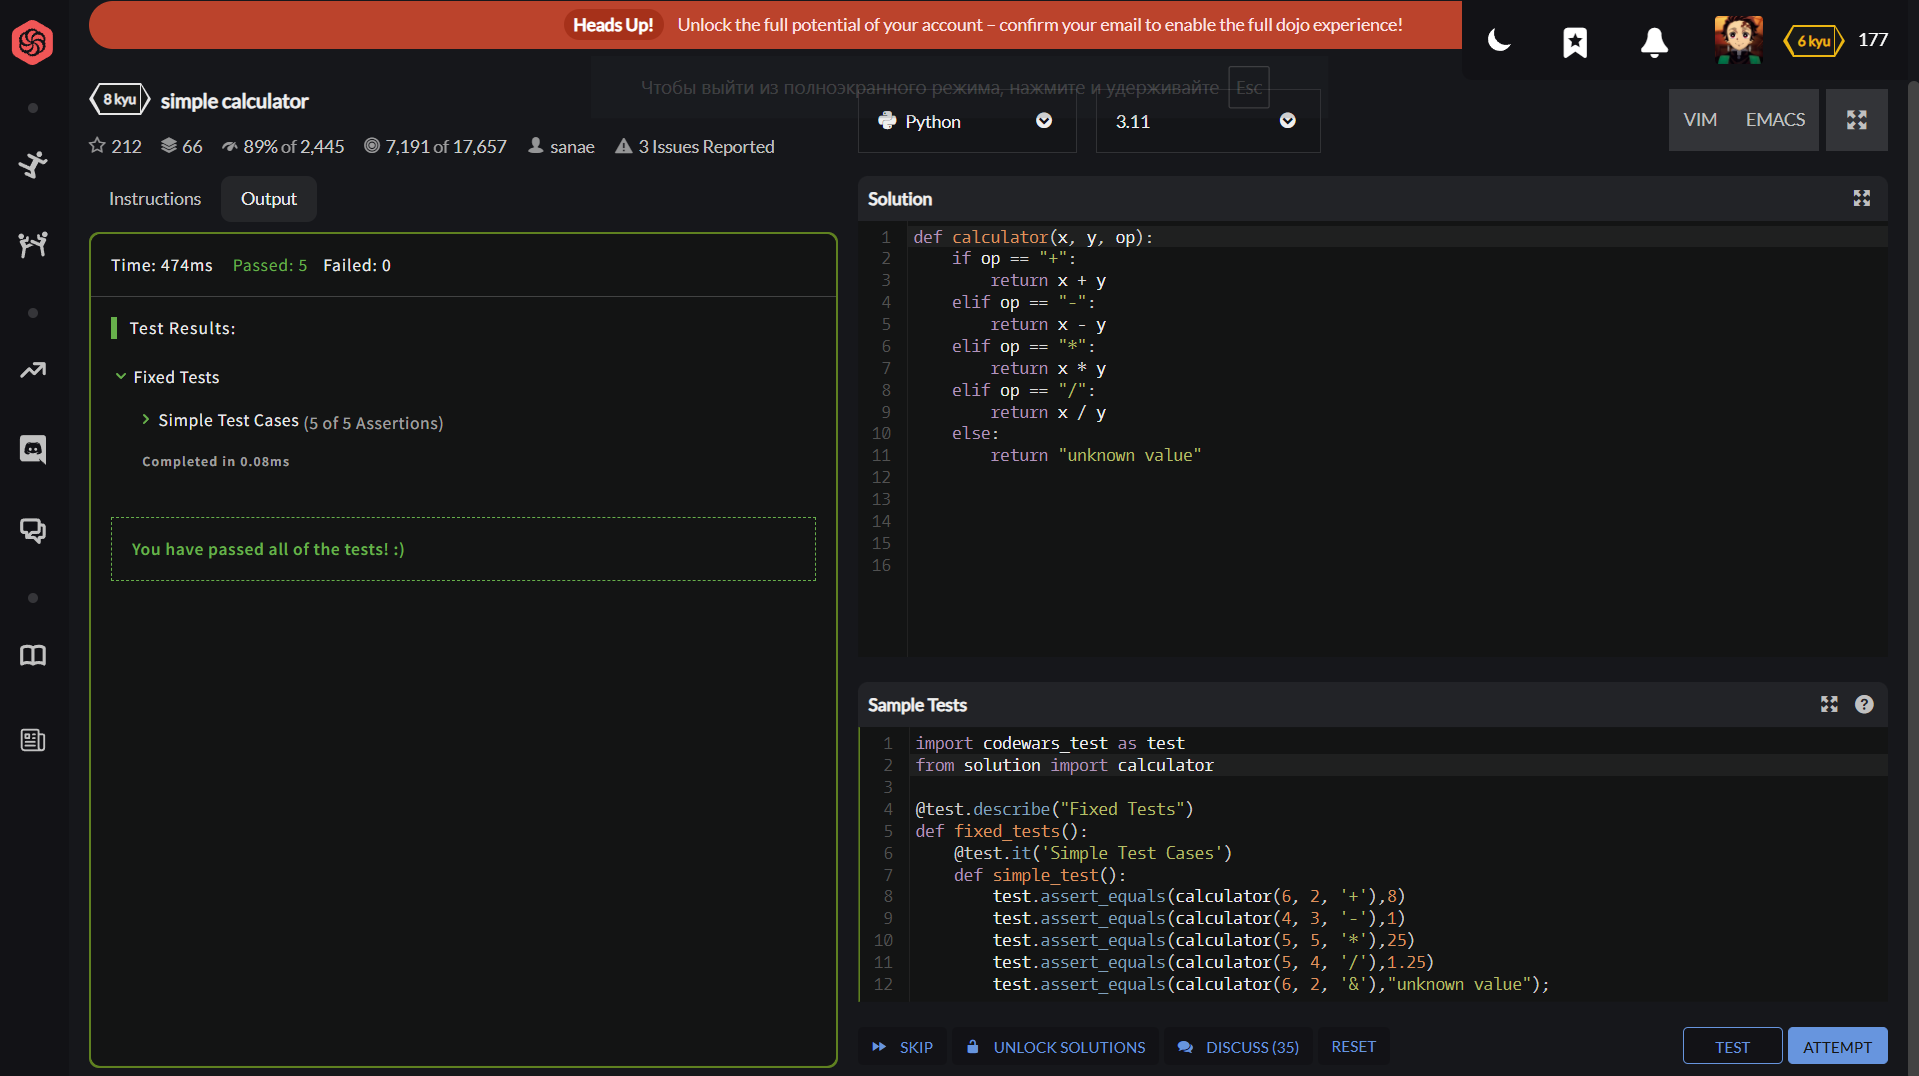 Heads Up! Unlock the full potential of your account – confirm your email to enable the full dojo experience!
6 kyu 177
Чтобы выйти из полноэкранного режима, нажмите и удерживайте Esc
8 kyu simple calculator
212 66 89% of 2,445 7,191 of 17,657 sanae 3 Issues Reported
Python 3.11
VIM EMACS
Instructions Output
Time: 474ms Passed: 5 Failed: 0
Test Results:
Fixed Tests
Simple Test Cases (5 of 5 Assertions)
Completed in 0.08ms
You have passed all of the tests! :)
Solution
1 def calculator(x, y, op):
2     if op == "+":
3         return x + y
4     elif op == "-":
5         return x - y
6     elif op == "*":
7         return x * y
8     elif op == "/":
9         return x / y
10     else:
11         return "unknown value"
12
13
14
15
16
Sample Tests
1 import codewars_test as test
2 from solution import calculator
3
4 @test.describe("Fixed Tests")
5 def fixed_tests():
6     @test.it('Simple Test Cases')
7     def simple_test():
8         test.assert_equals(calculator(6, 2, '+'),8)
9         test.assert_equals(calculator(4, 3, '-'),1)
10         test.assert_equals(calculator(5, 5, '*'),25)
11         test.assert_equals(calculator(5, 4, '/'),1.25)
12         test.assert_equals(calculator(6, 2, '&'),"unknown value");
SKIP UNLOCK SOLUTIONS DISCUSS (35) RESET TEST ATTEMPT